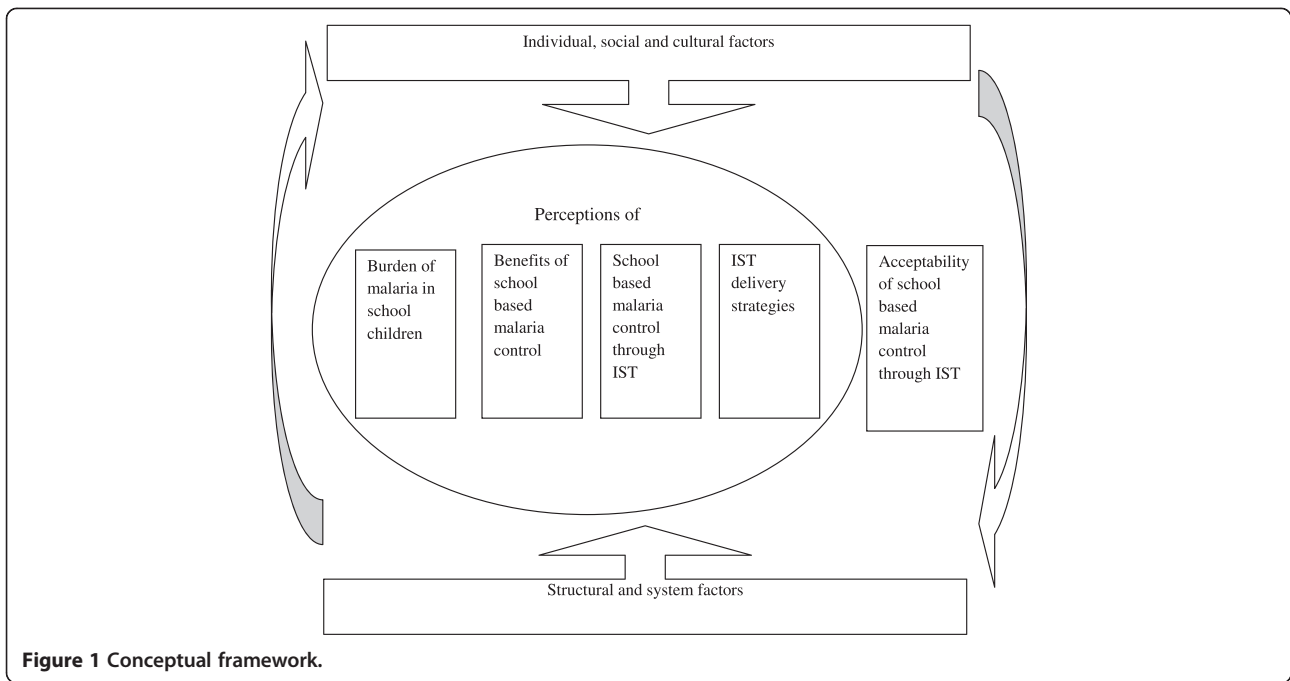 Individual, social and cultural factors
Perceptions of
Burden of
malaria in
school
children
Benefits of
school
based
malaria
control
School
based
malaria
control
through
IST
IST
delivery
strategies
Acceptability
of school
based
malaria
control
through IST
Structural and system factors
Figure 1 Conceptual framework.